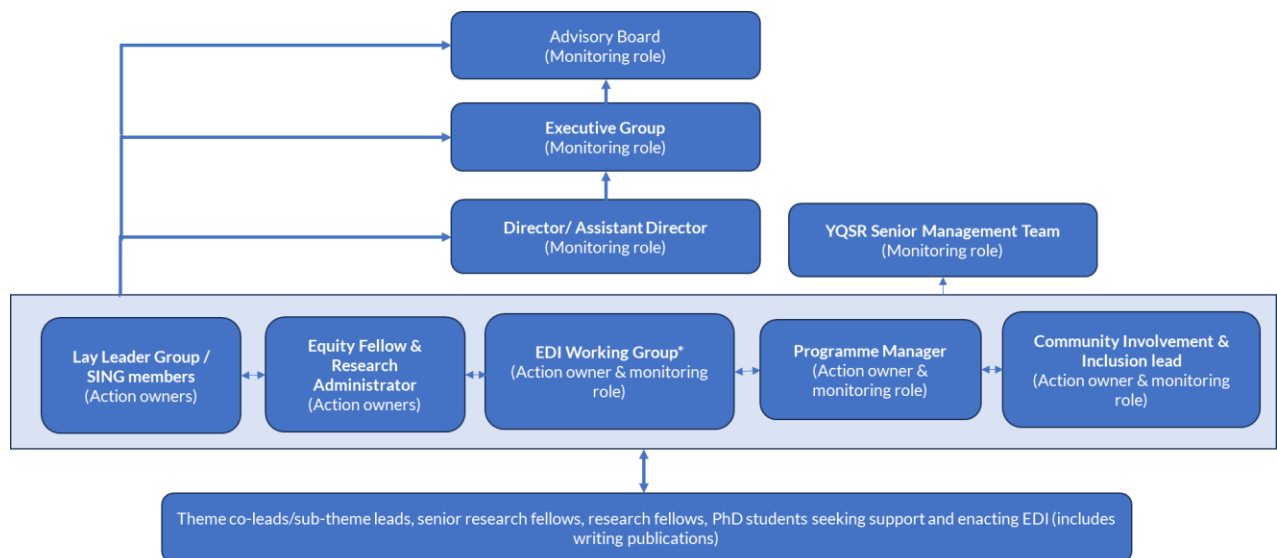 Advisory Board
(Monitoring role)
Executive Group
(Monitoring role)
Director/ Assistant Director
(Monitoring role)
YQSR Senior Management Team
(Monitoring role)
Lay Leader Group /
SING members
(Action owners)
Equity Fellow &
Research
Administrator
(Action owners)
EDI Working Group*
(Action owner & monitoring
role)
Programme Manager
(Action owner &
monitoring role)
Community Involvement &
Inclusion lead
(Action owner & monitoring
role)
Theme co-leads/sub-theme leads, senior research fellows, research fellows, PhD students seeking support and enacting EDI (includes
writing publications)